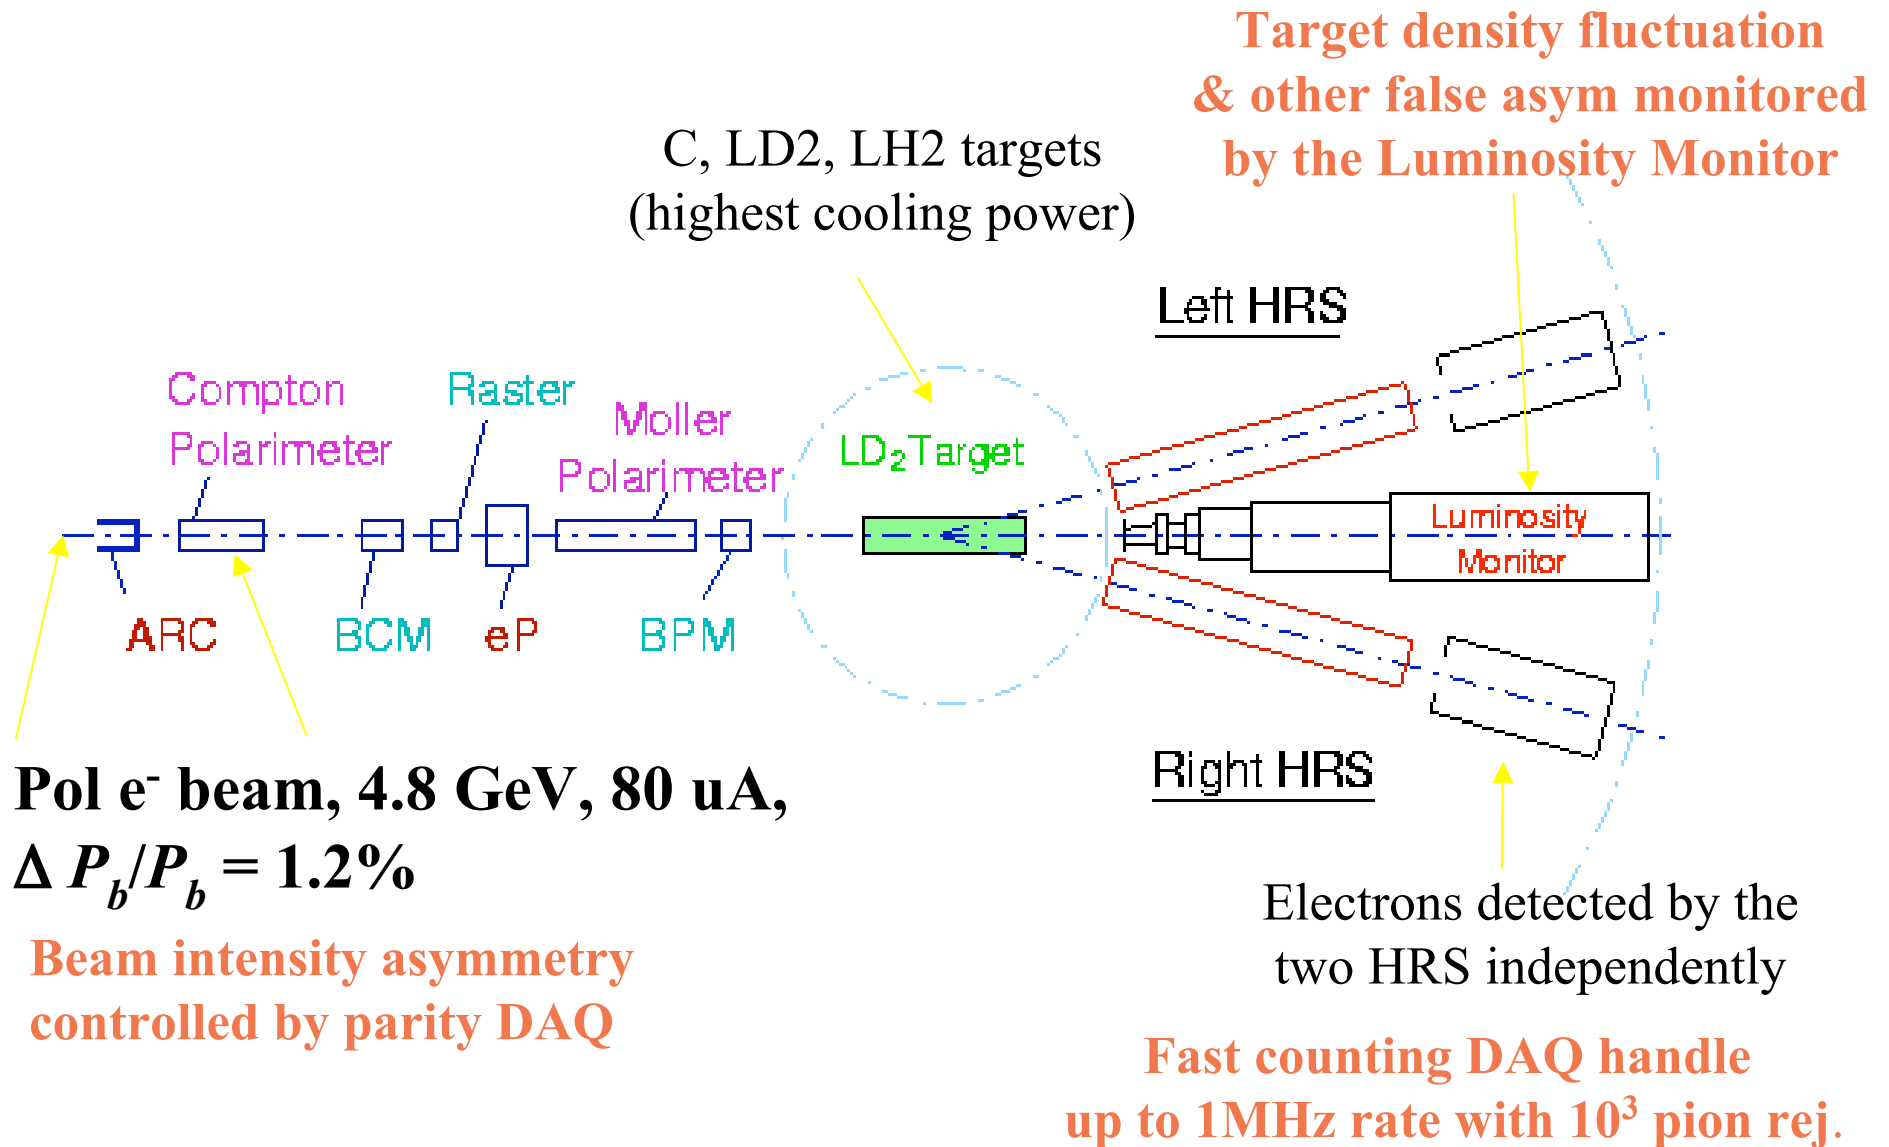 Target density fluctuation
& other false asym monitored
by the Luminosity Monitor
C, LD2, LH2 targets
(highest cooling power)
Left HRS
Compton
Polarimeter
Raster
Moller
Polarimeter
LD₂Target
Luminosity
Monitor
ARC
BCM
eP
BPM
Right HRS
Pol e⁻ beam, 4.8 GeV, 80 uA,
Δ P_b/P_b = 1.2%
Beam intensity asymmetry
controlled by parity DAQ
Electrons detected by the
two HRS independently
Fast counting DAQ handle
up to 1MHz rate with 10³ pion rej.